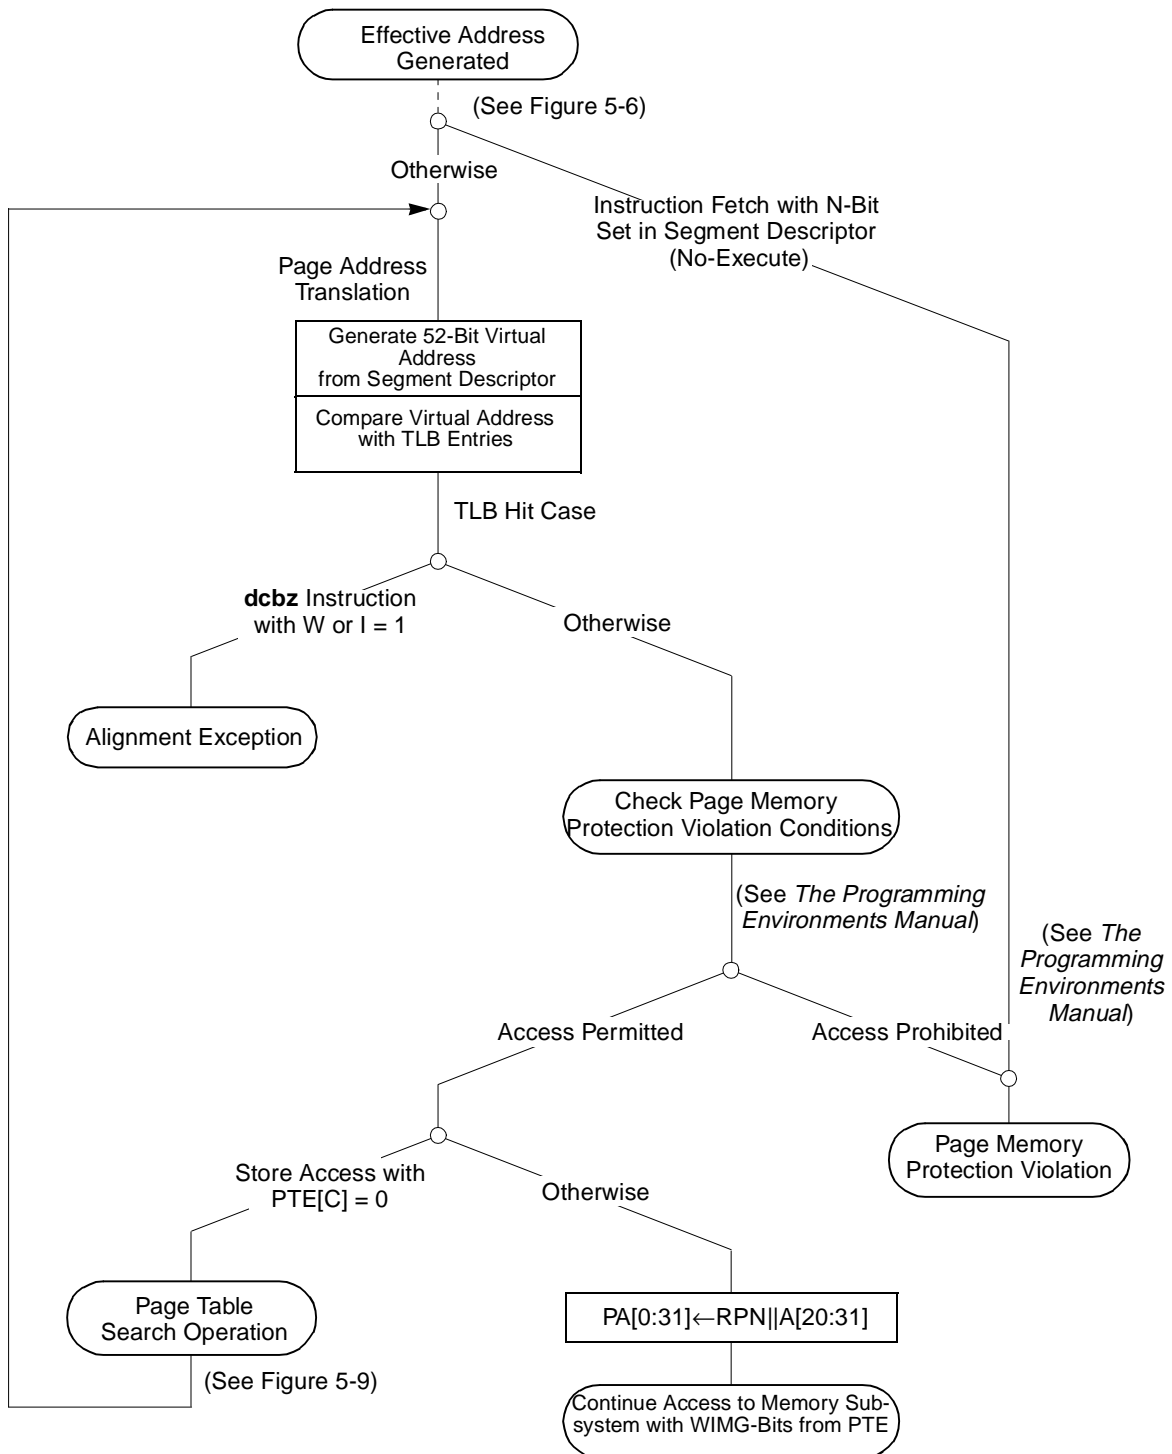 Effective Address
Generated
(See Figure 5-6)
Otherwise
Instruction Fetch with N-Bit
Set in Segment Descriptor
(No-Execute)
Page Address
Translation
Generate 52-Bit Virtual
Address
from Segment Descriptor
Compare Virtual Address
with TLB Entries
TLB Hit Case
dcbz Instruction
with W or I = 1
Otherwise
Alignment Exception
Check Page Memory
Protection Violation Conditions
(See The Programming
Environments Manual)
(See The
Programming
Environments
Manual)
Access Permitted
Access Prohibited
Page Memory
Protection Violation
Store Access with
PTE[C] = 0
Otherwise
Page Table
Search Operation
(See Figure 5-9)
PA[0:31]←RPN||A[20:31]
Continue Access to Memory Sub-
system with WIMG-Bits from PTE